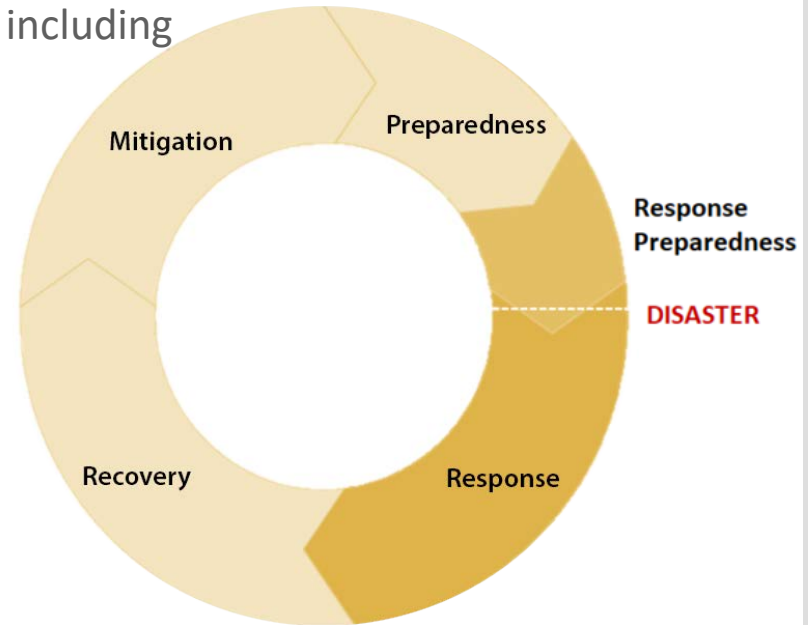 including
Mitigation
Preparedness
Response
Preparedness
DISASTER
Recovery
Response